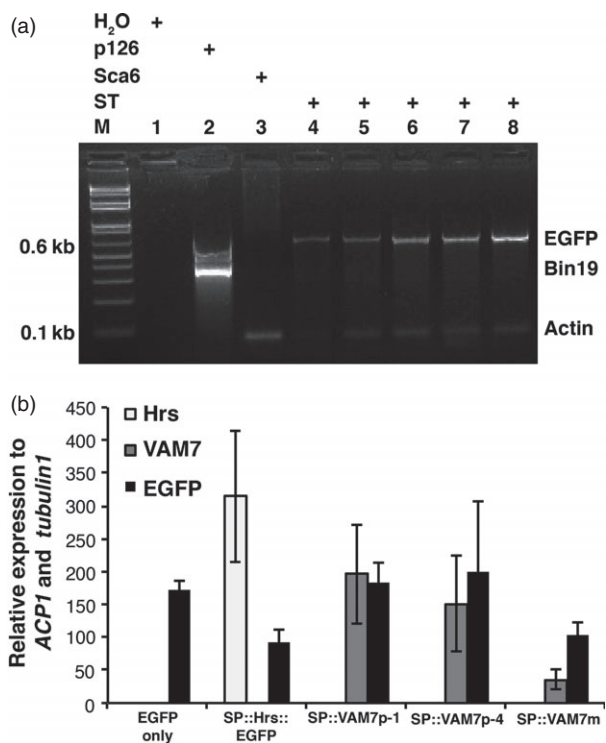 (a)
H₂O +
p126 +
Sca6 +
ST + + + + +
M 1 2 3 4 5 6 7 8
0.6 kb
EGFP
Bin19
0.1 kb
Actin
(b)
Relative expression to
ACP1 and tubulin1
450
400
350
300
250
200
150
100
50
0
Hrs
VAM7
EGFP
EGFP
only
SP::Hrs::
EGFP
SP::VAM7p-1
SP::VAM7p-4
SP::VAM7m